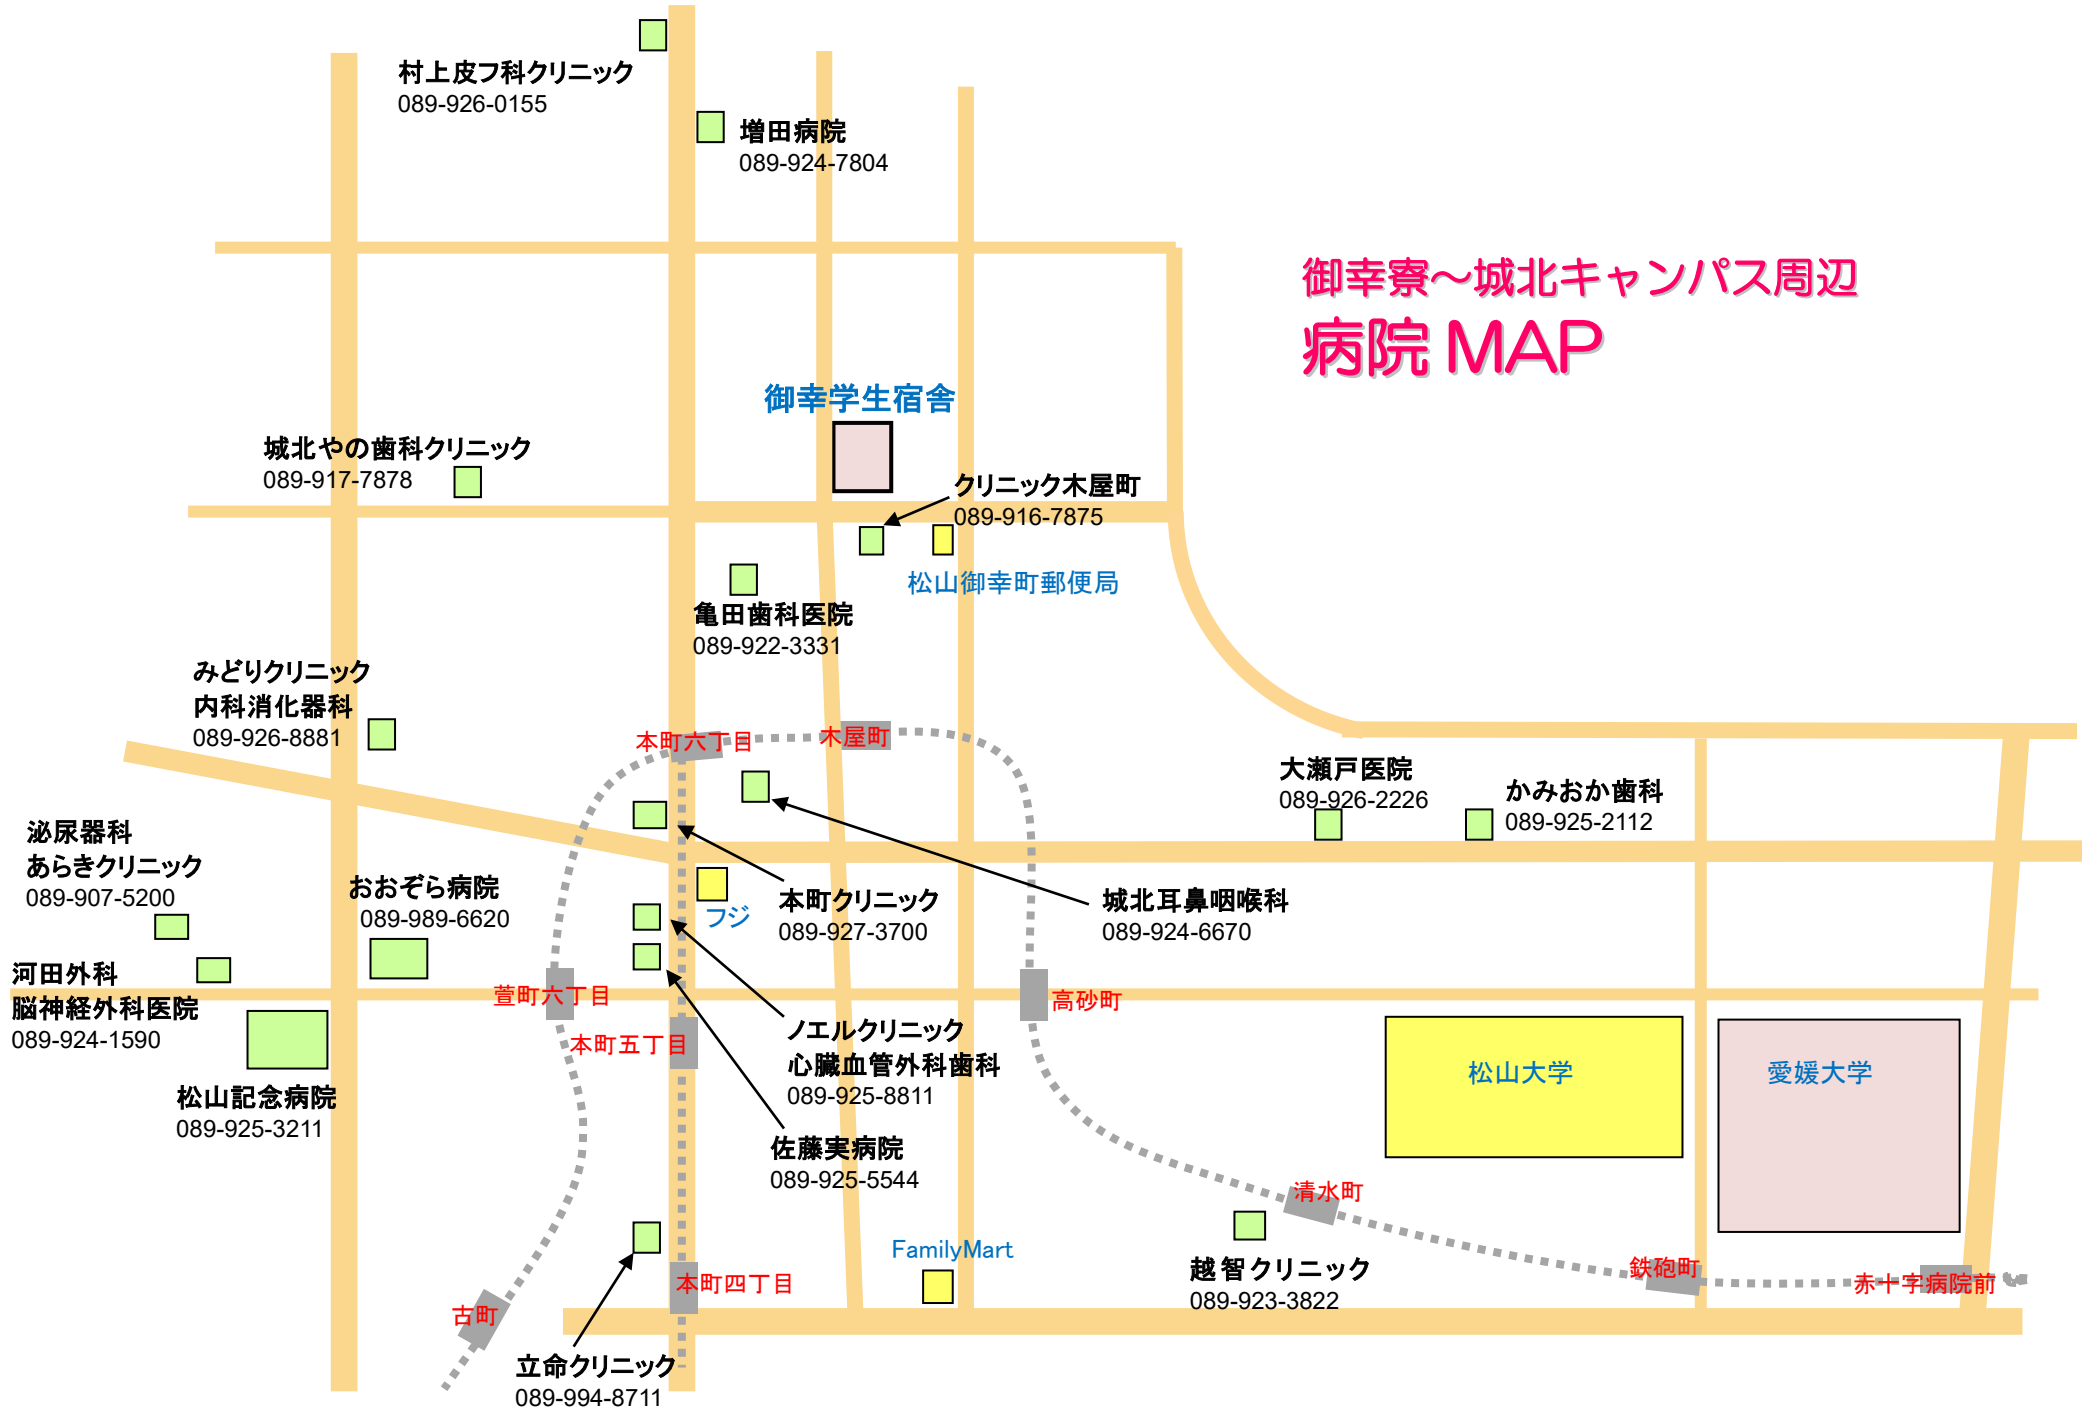 村上皮フ科クリニック
089-926-0155
増田病院
089-924-7804
御幸寮～城北キャンパス周辺
病院 MAP
御幸学生宿舎
城北やの歯科クリニック
089-917-7878
クリニック木屋町
089-916-7875
松山御幸町郵便局
亀田歯科医院
089-922-3331
みどりクリニック
内科消化器科
089-926-8881
本町六丁目
木屋町
大瀬戸医院
089-926-2226
かみおか歯科
089-925-2112
泌尿器科
あらきクリニック
089-907-5200
おおぞら病院
089-989-6620
フジ
本町クリニック
089-927-3700
城北耳鼻咽喉科
089-924-6670
河田外科
脳神経外科医院
089-924-1590
萱町六丁目
高砂町
本町五丁目
ノエルクリニック
心臓血管外科歯科
089-925-8811
松山大学
愛媛大学
松山記念病院
089-925-3211
佐藤実病院
089-925-5544
清水町
FamilyMart
越智クリニック
089-923-3822
本町四丁目
鉄砲町
赤十字病院前
古町
立命クリニック
089-994-8711